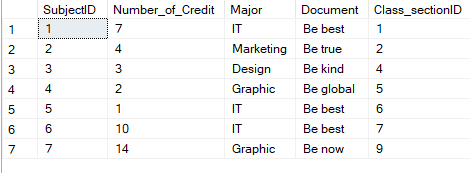 SubjectID Number_of_Credit Major Document Class_sectionID
1 1 7 IT Be best 1
2 2 4 Marketing Be true 2
3 3 3 Design Be kind 4
4 4 2 Graphic Be global 5
5 5 1 IT Be best 6
6 6 10 IT Be best 7
7 7 14 Graphic Be now 9